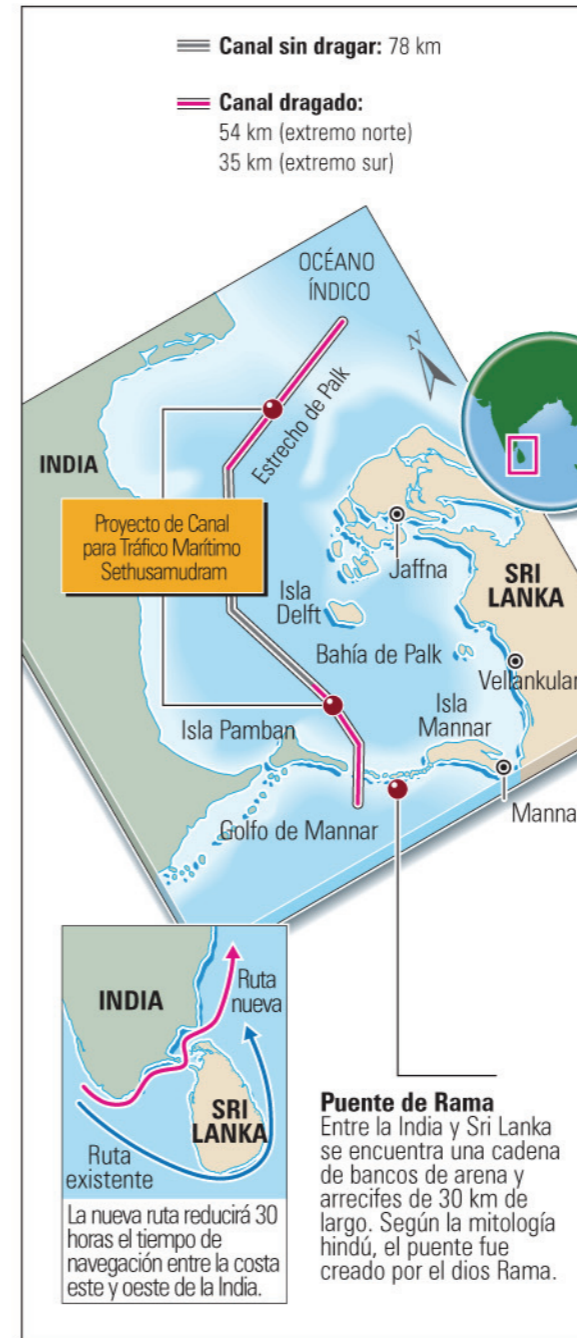 Canal sin dragar: 78 km
Canal dragado:
54 km (extremo norte)
35 km (extremo sur)
OCÉANO
ÍNDICO
N
Estrecho de Palk
INDIA
Proyecto de Canal
para Tráfico Marítimo
Sethusamudram
Jaffna
SRI
LANKA
Isla
Delft
Bahía de Palk
Vellankular
Isla
Mannar
Isla Pamban
Manna
Golfo de Mannar
INDIA
Ruta
nueva
SRI
LANKA
Ruta
existente
La nueva ruta reducirá 30
horas el tiempo de
navegación entre la costa
este y oeste de la India.
Puente de Rama
Entre la India y Sri Lanka
se encuentra una cadena
de bancos de arena y
arrecifes de 30 km de
largo. Según la mitología
hindú, el puente fue
creado por el dios Rama.